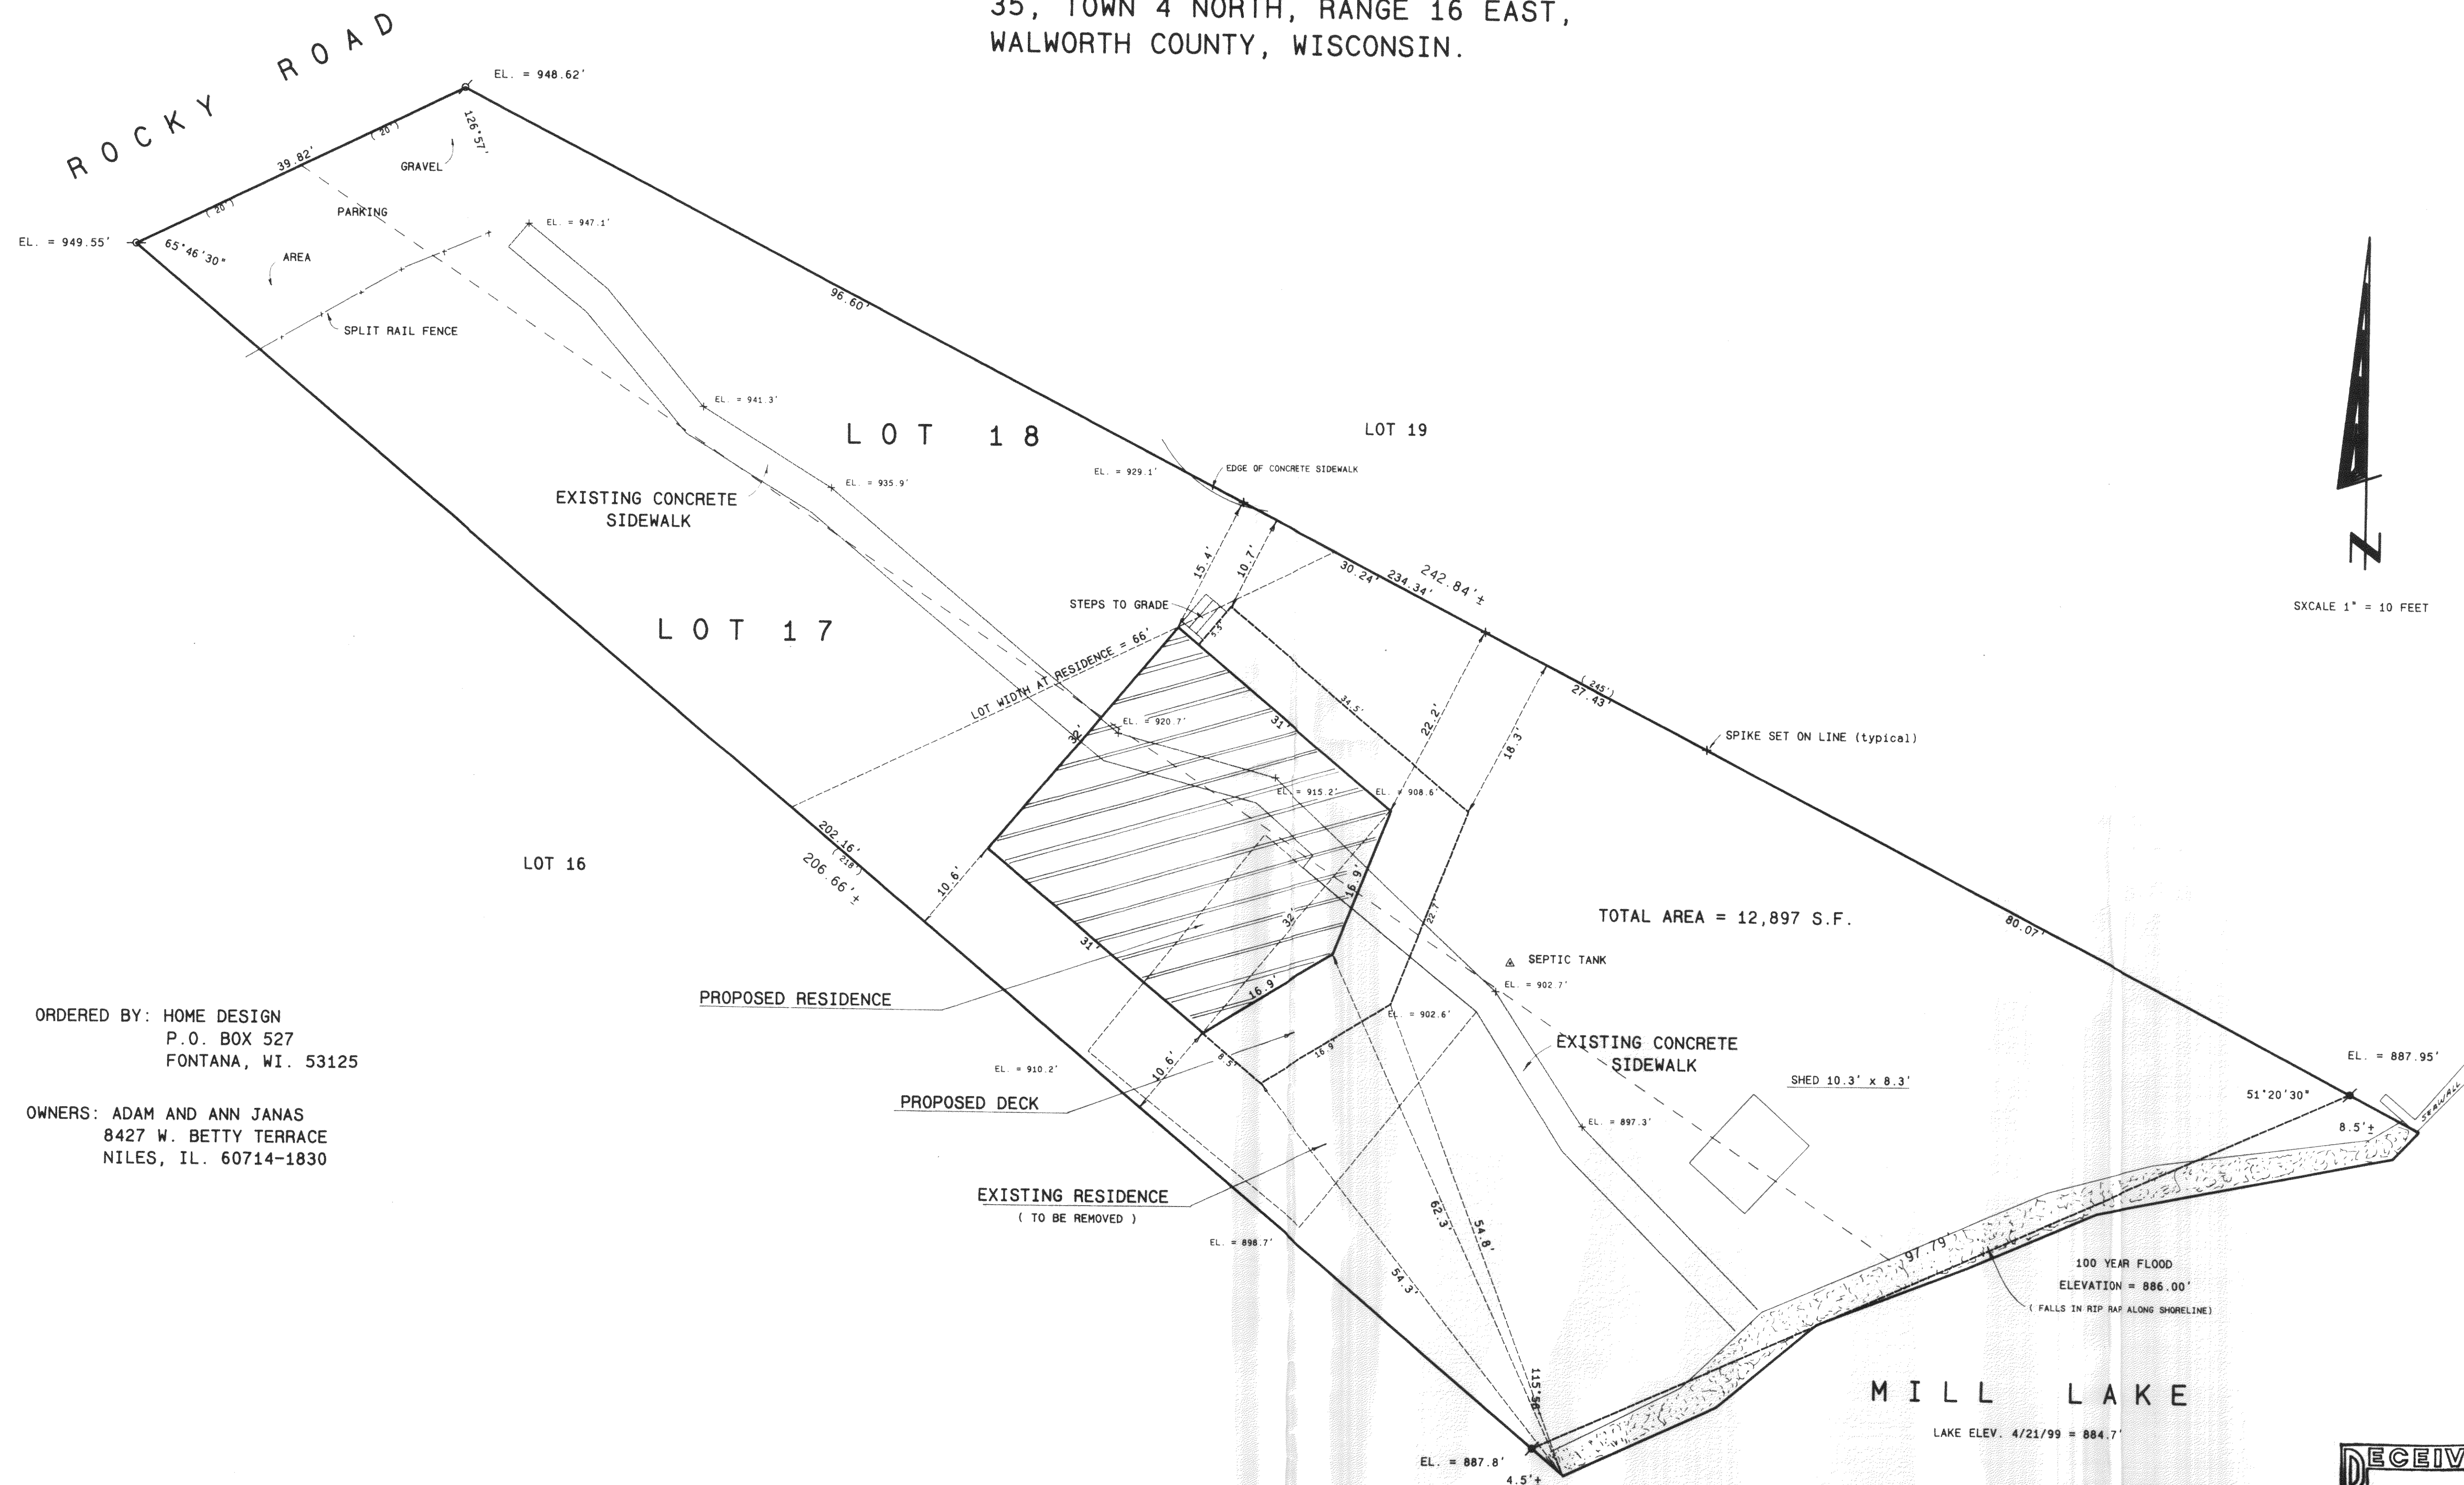 35, TOWN 4 NORTH, RANGE 16 EAST,
WALWORTH COUNTY, WISCONSIN.
ROCKY ROAD
EL. = 948.62'
126°57'
(20')
39.82'
GRAVEL
(20')
PARKING
EL. = 947.1'
EL. = 949.55'
65°46'30"
AREA
96.60'
SPLIT RAIL FENCE
EL. = 941.3'
LOT 18
LOT 19
EL. = 929.1'
EDGE OF CONCRETE SIDEWALK
EL. = 935.9'
EXISTING CONCRETE
SIDEWALK
15.4'
10.7'
30.24'
234.34'
242.84'±
STEPS TO GRADE
5.5'
SXCALE 1" = 10 FEET
LOT 17
LOT WIDTH AT RESIDENCE = 66'
34.5'
(245')
27.43'
22.2'
18.3'
31'
32'
EL. = 920.7'
SPIKE SET ON LINE (typical)
EL. = 915.2'
EL. = 908.6'
202.16'
(218')
206.66'±
LOT 16
10.6'
16.9'
32'
22.7'
TOTAL AREA = 12,897 S.F.
80.07'
31'
SEPTIC TANK
EL. = 902.7'
PROPOSED RESIDENCE
16.9'
EL. = 902.6'
ORDERED BY: HOME DESIGN
P.O. BOX 527
FONTANA, WI. 53125
EXISTING CONCRETE
SIDEWALK
8.5'
16.9'
10.6'
EL. = 910.2'
SHED 10.3' x 8.3'
EL. = 887.95'
51°20'30"
SEAWALL
8.5'±
PROPOSED DECK
OWNERS: ADAM AND ANN JANAS
8427 W. BETTY TERRACE
NILES, IL. 60714-1830
EL. = 897.3'
EXISTING RESIDENCE
( TO BE REMOVED )
62.3'
54.8'
EL. = 898.7'
54.3'
97.79'
100 YEAR FLOOD
ELEVATION = 886.00'
( FALLS IN RIP RAP ALONG SHORELINE)
115°56'
MILL LAKE
LAKE ELEV. 4/21/99 = 884.7'
EL. = 887.8'
4.5'±
N